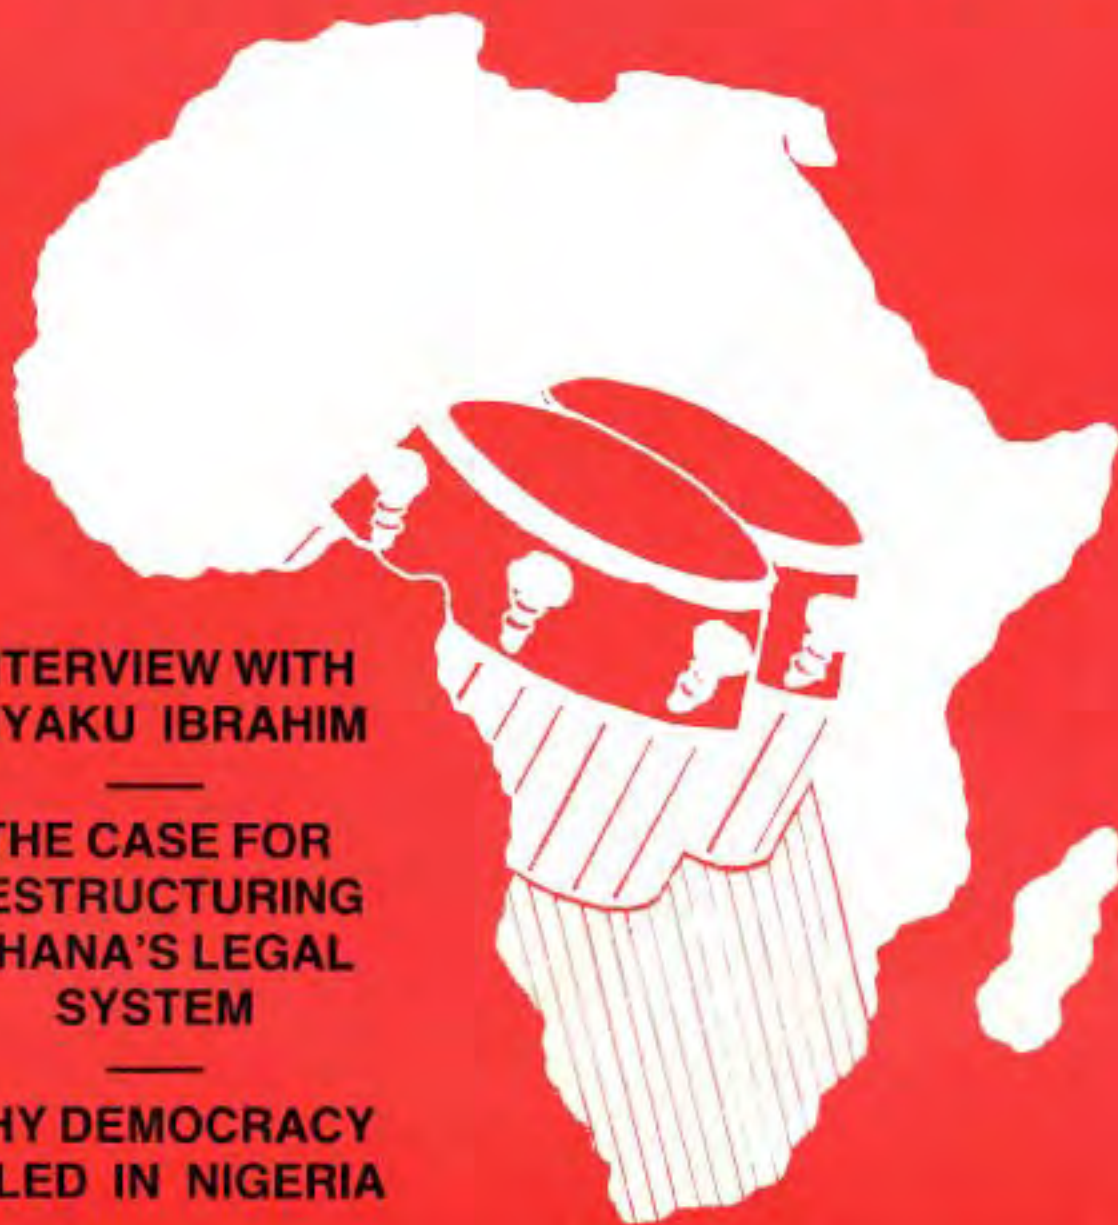 TERVIEW WITH
YAKU IBRAHIM
THE CASE FOR
ESTRUCTURING
HANA'S LEGAL
SYSTEM
HY DEMOCRACY
LED IN NIGERIA